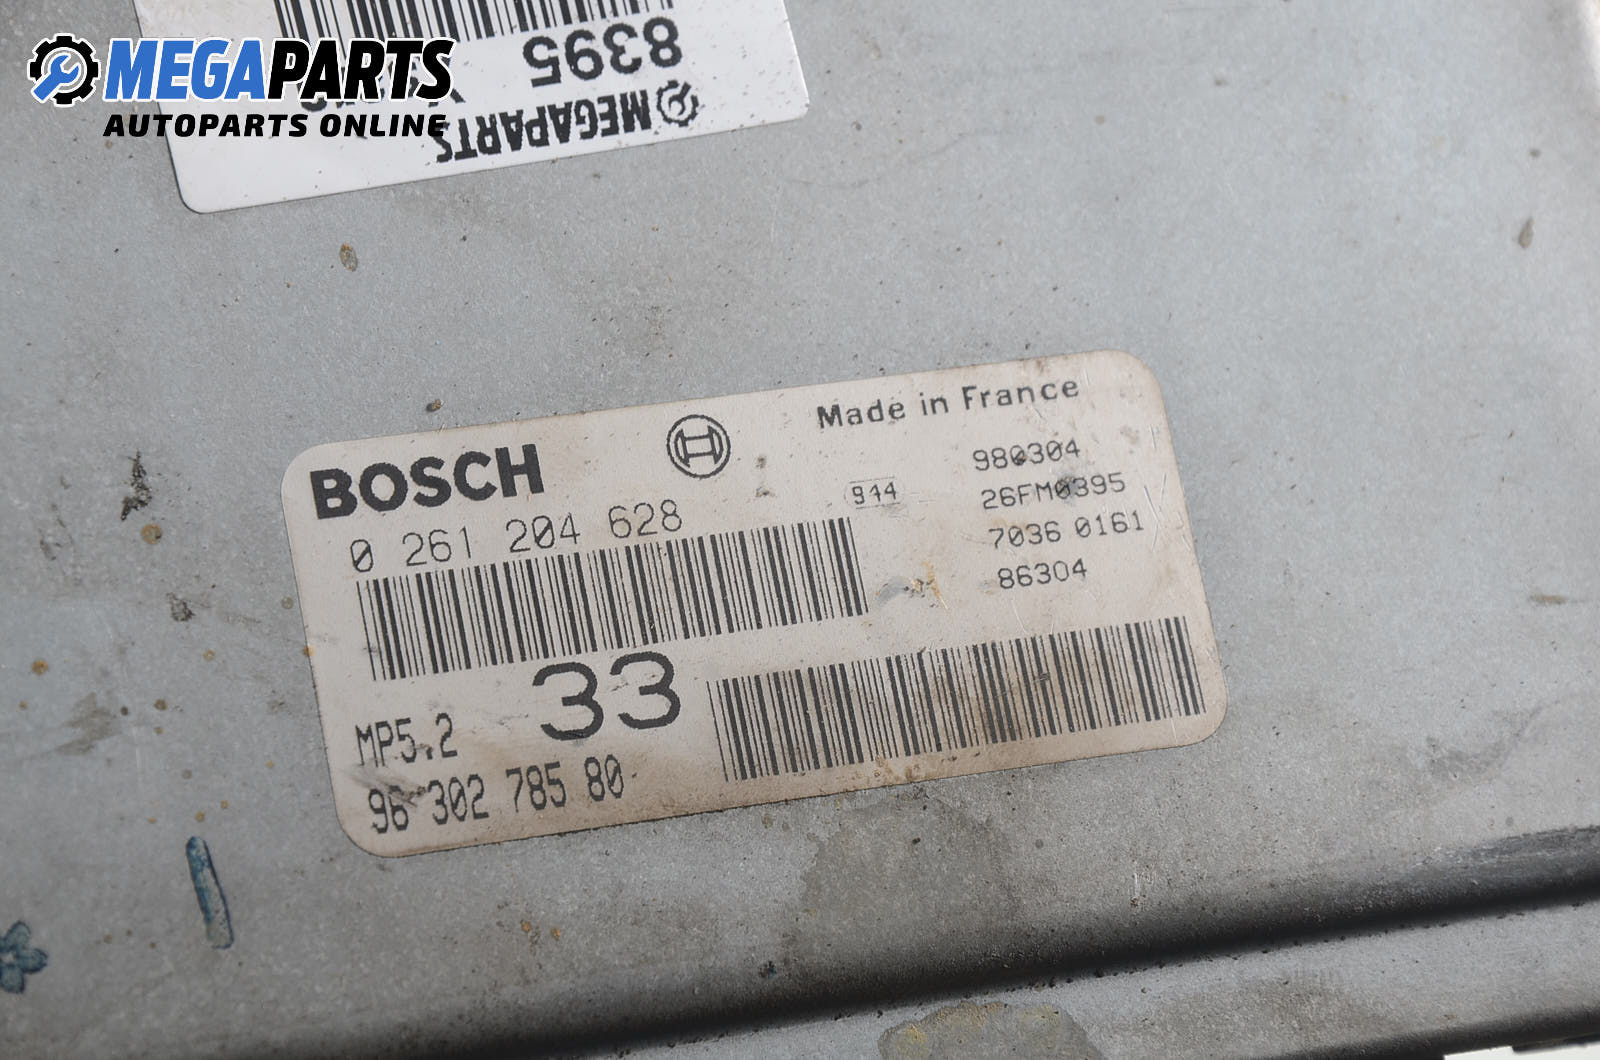 MEGAPARTS
AUTOPARTS ONLINE
8395
MEGAPARTS
BOSCH
Made in France
0 261 204 628
944
980304
26FM0395
7036 0161
86304
33
MP5.2
96 302 785 80